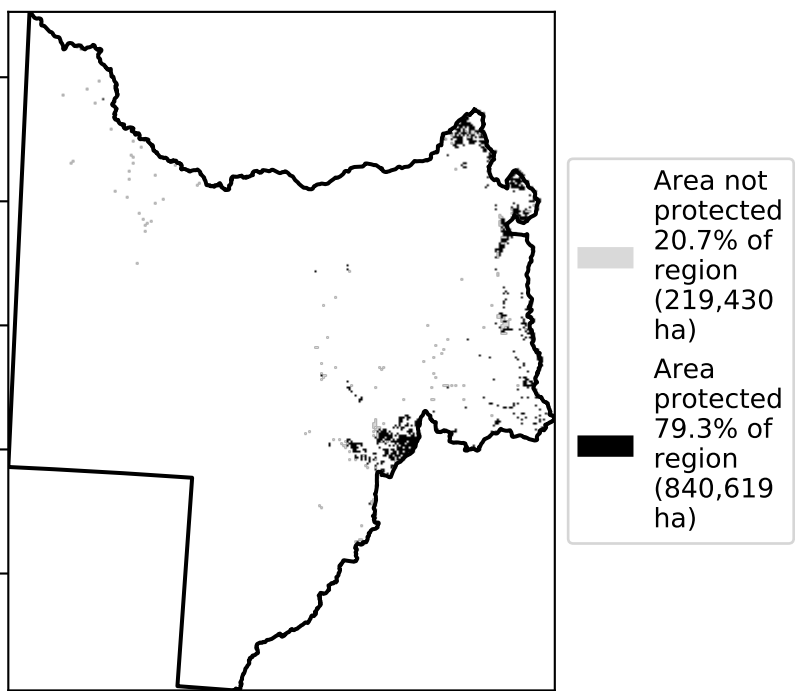 Area not
protected
20.7% of
region
(219,430
ha)
Area
protected
79.3% of
region
(840,619
ha)